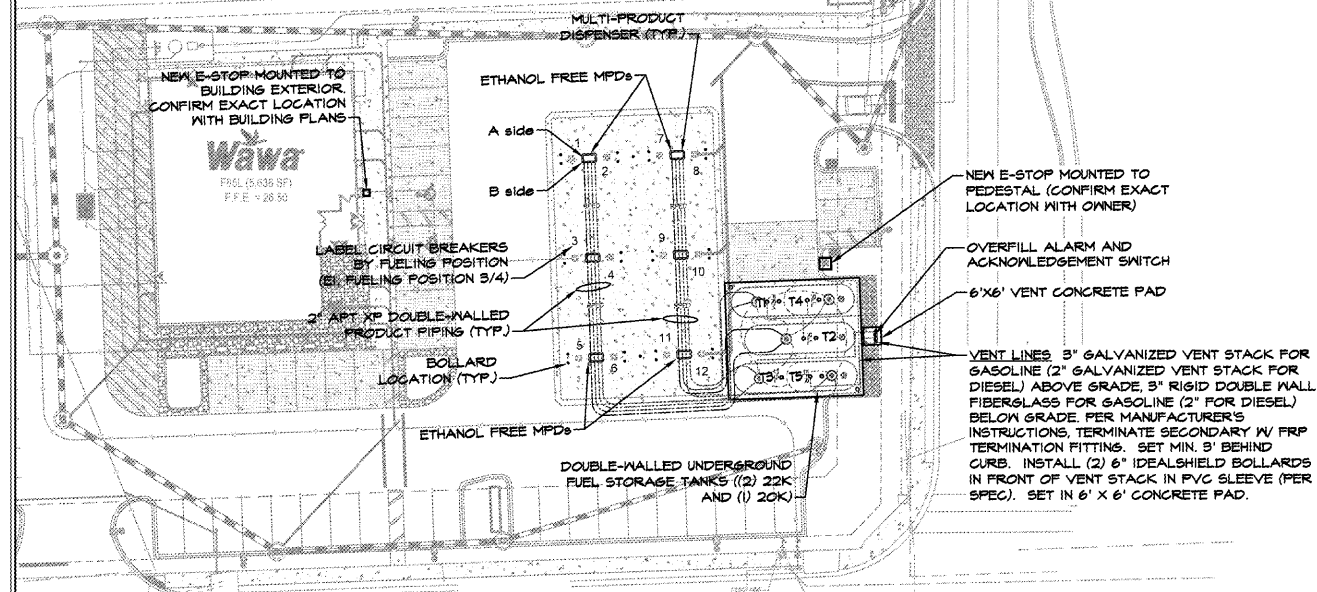 MULTI-PRODUCT
DISPENSER (TYP.)
NEW E-STOP MOUNTED TO
BUILDING EXTERIOR.
CONFIRM EXACT LOCATION
WITH BUILDING PLANS
ETHANOL FREE MPDs
A side
B side
Wawa
F85L (5,636 SF)
F.F.E. = 26.50
1
2
7
8
3
4
9
10
5
6
11
12
LABEL CIRCUIT BREAKERS
BY FUELING POSITION
(EI. FUELING POSITION 3/4)
2" APT XP DOUBLE-WALLED
PRODUCT PIPING (TYP.)
BOLLARD
LOCATION (TYP.)
ETHANOL FREE MPDs
DOUBLE-WALLED UNDERGROUND
FUEL STORAGE TANKS ((2) 22K
AND (1) 20K)
T1
T4
T2
T3
T5
NEW E-STOP MOUNTED TO
PEDESTAL (CONFIRM EXACT
LOCATION WITH OWNER)
OVERFILL ALARM AND
ACKNOWLEDGEMENT SWITCH
6'X6' VENT CONCRETE PAD
VENT LINES 3" GALVANIZED VENT STACK FOR
GASOLINE (2" GALVANIZED VENT STACK FOR
DIESEL) ABOVE GRADE, 3" RIGID DOUBLE WALL
FIBERGLASS FOR GASOLINE (2" FOR DIESEL)
BELOW GRADE. PER MANUFACTURER'S
INSTRUCTIONS, TERMINATE SECONDARY W/ FRP
TERMINATION FITTING. SET MIN. 3' BEHIND
CURB. INSTALL (2) 6" IDEALSHIELD BOLLARDS
IN FRONT OF VENT STACK IN PVC SLEEVE (PER
SPEC). SET IN 6' X 6' CONCRETE PAD.